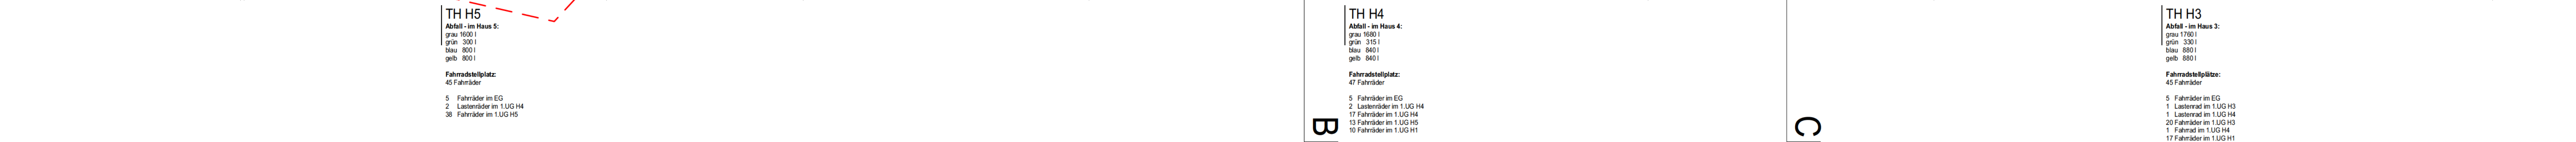 TH H5
Abfall - im Haus 5:
grau 1600 l
grün 300 l
blau 800 l
gelb 800 l
Fahrradstellplatz:
45 Fahrräder
5 Fahrräder im EG
2 Lastenräder im 1.UG H4
38 Fahrräder im 1.UG H5
B
TH H4
Abfall - im Haus 4:
grau 1680 l
grün 315 l
blau 840 l
gelb 840 l
Fahrradstellplatz:
47 Fahrräder
5 Fahrräder im EG
2 Lastenräder im 1.UG H4
17 Fahrräder im 1.UG H4
13 Fahrräder im 1.UG H5
10 Fahrräder im 1.UG H1
C
TH H3
Abfall - im Haus 3:
grau 1760 l
grün 330 l
blau 880 l
gelb 880 l
Fahrradstellplätze:
45 Fahrräder
5 Fahrräder im EG
1 Lastenrad im 1.UG H3
1 Lastenrad im 1.UG H4
20 Fahrräder im 1.UG H3
1 Fahrrad im 1.UG H4
17 Fahrräder im 1.UG H1